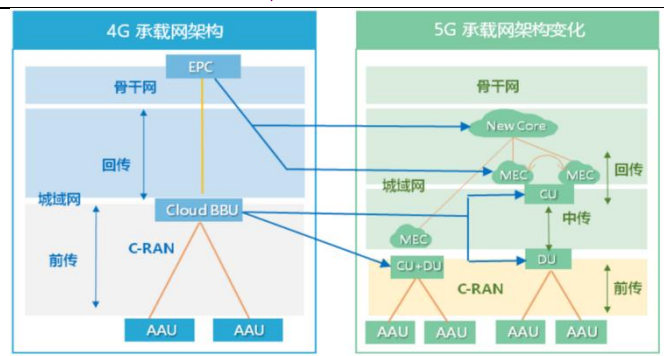 4G 承载网架构
EPC
骨干网
回传
城域网
Cloud BBU
C-RAN
前传
AAU
AAU
5G 承载网架构变化
骨干网
New Core
MEC
MEC
回传
城域网
CU
中传
MEC
CU+DU
DU
C-RAN
前传
AAU
AAU
AAU
AAU